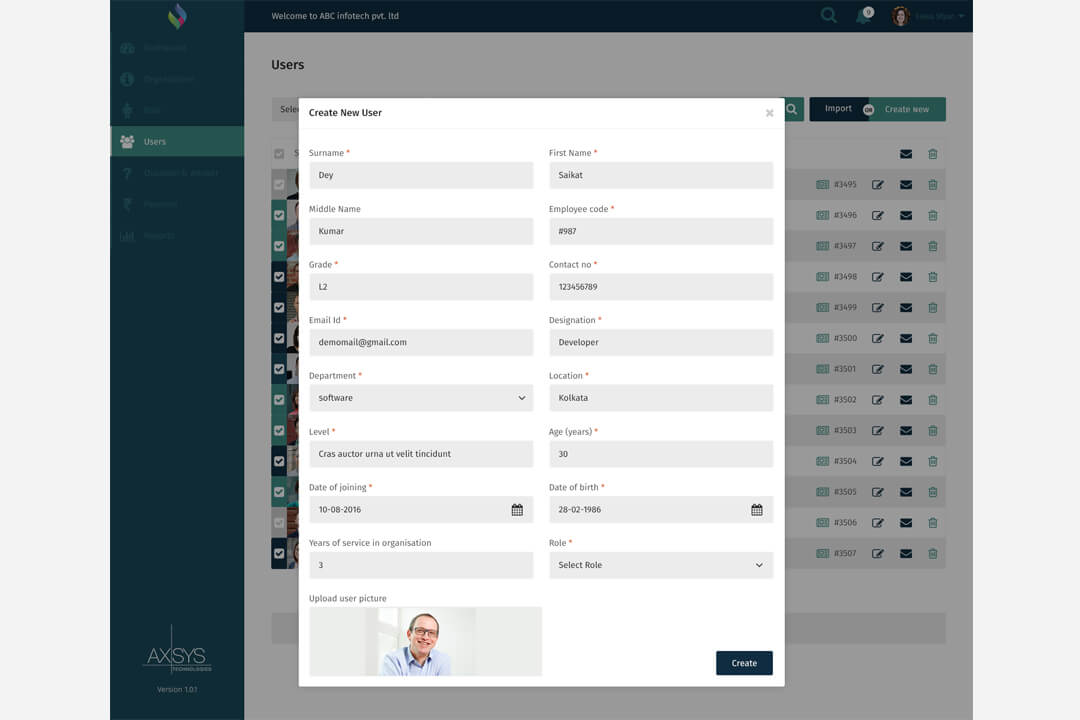 Welcome to ABC infotech pvt. ltd
9
Users
Users
Import
OR
Create New
Create New User
Surname *
First Name *
Dey
Saikat
Middle Name
Employee code *
Kumar
#987
Grade *
Contact no *
L2
123456789
Email Id *
Designation *
demomail@gmail.com
Developer
Department *
Location *
software
Kolkata
Level *
Age (years) *
Cras auctor urna ut velit tincidunt
30
Date of joining *
Date of birth *
10-08-2016
28-02-1986
Years of service in organisation
Role *
3
Select Role
Upload user picture
Create
#3495
#3496
#3497
#3498
#3499
#3500
#3501
#3502
#3503
#3504
#3505
#3506
#3507
AXSYS
TECHNOLOGIES
Version 1.0.1